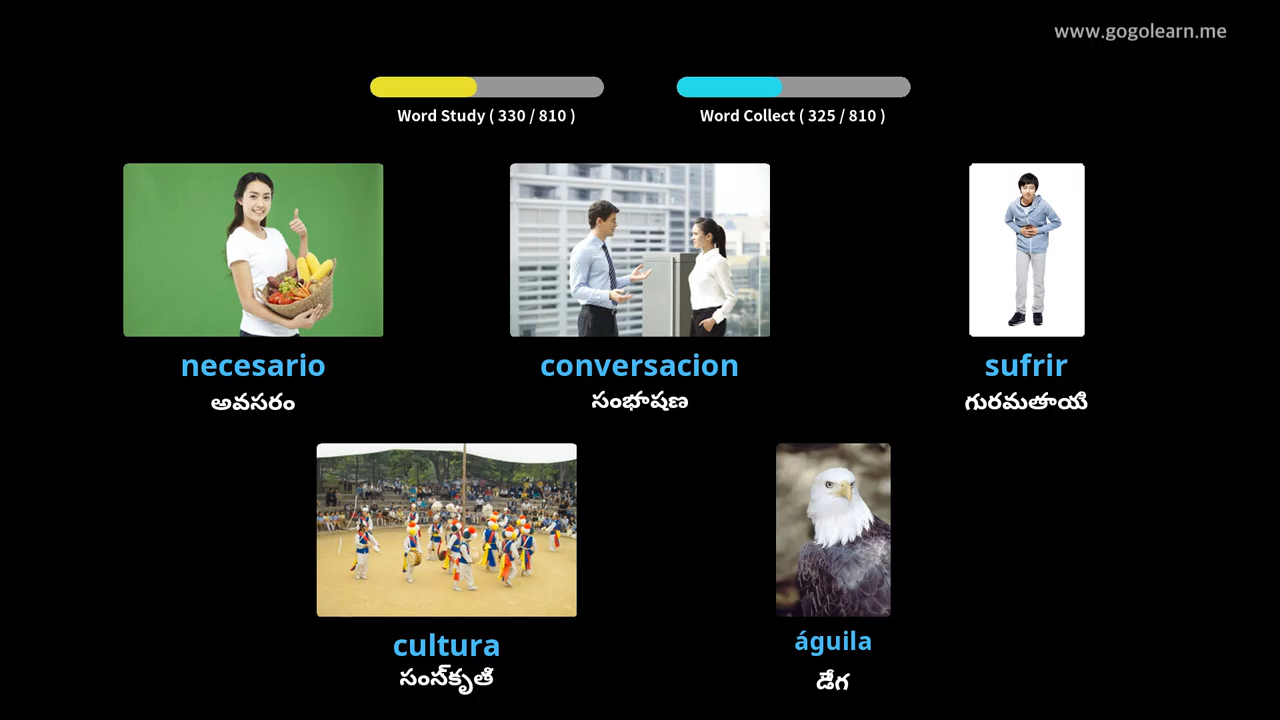 www.gogolearn.me
Word Study ( 330 / 810 )
Word Collect ( 325 / 810 )
necesario
అవసరం
conversacion
సంభాషణ
sufrir
గురమతాయి
cultura
సంస్కృతి
águila
డేగ